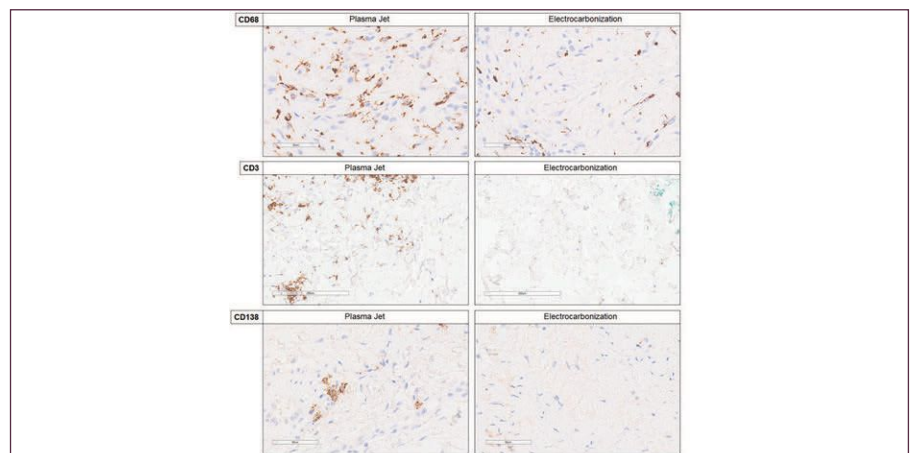 CD68
Plasma Jet
Electrocarbonization
CD3
Plasma Jet
Electrocarbonization
CD138
Plasma Jet
Electrocarbonization